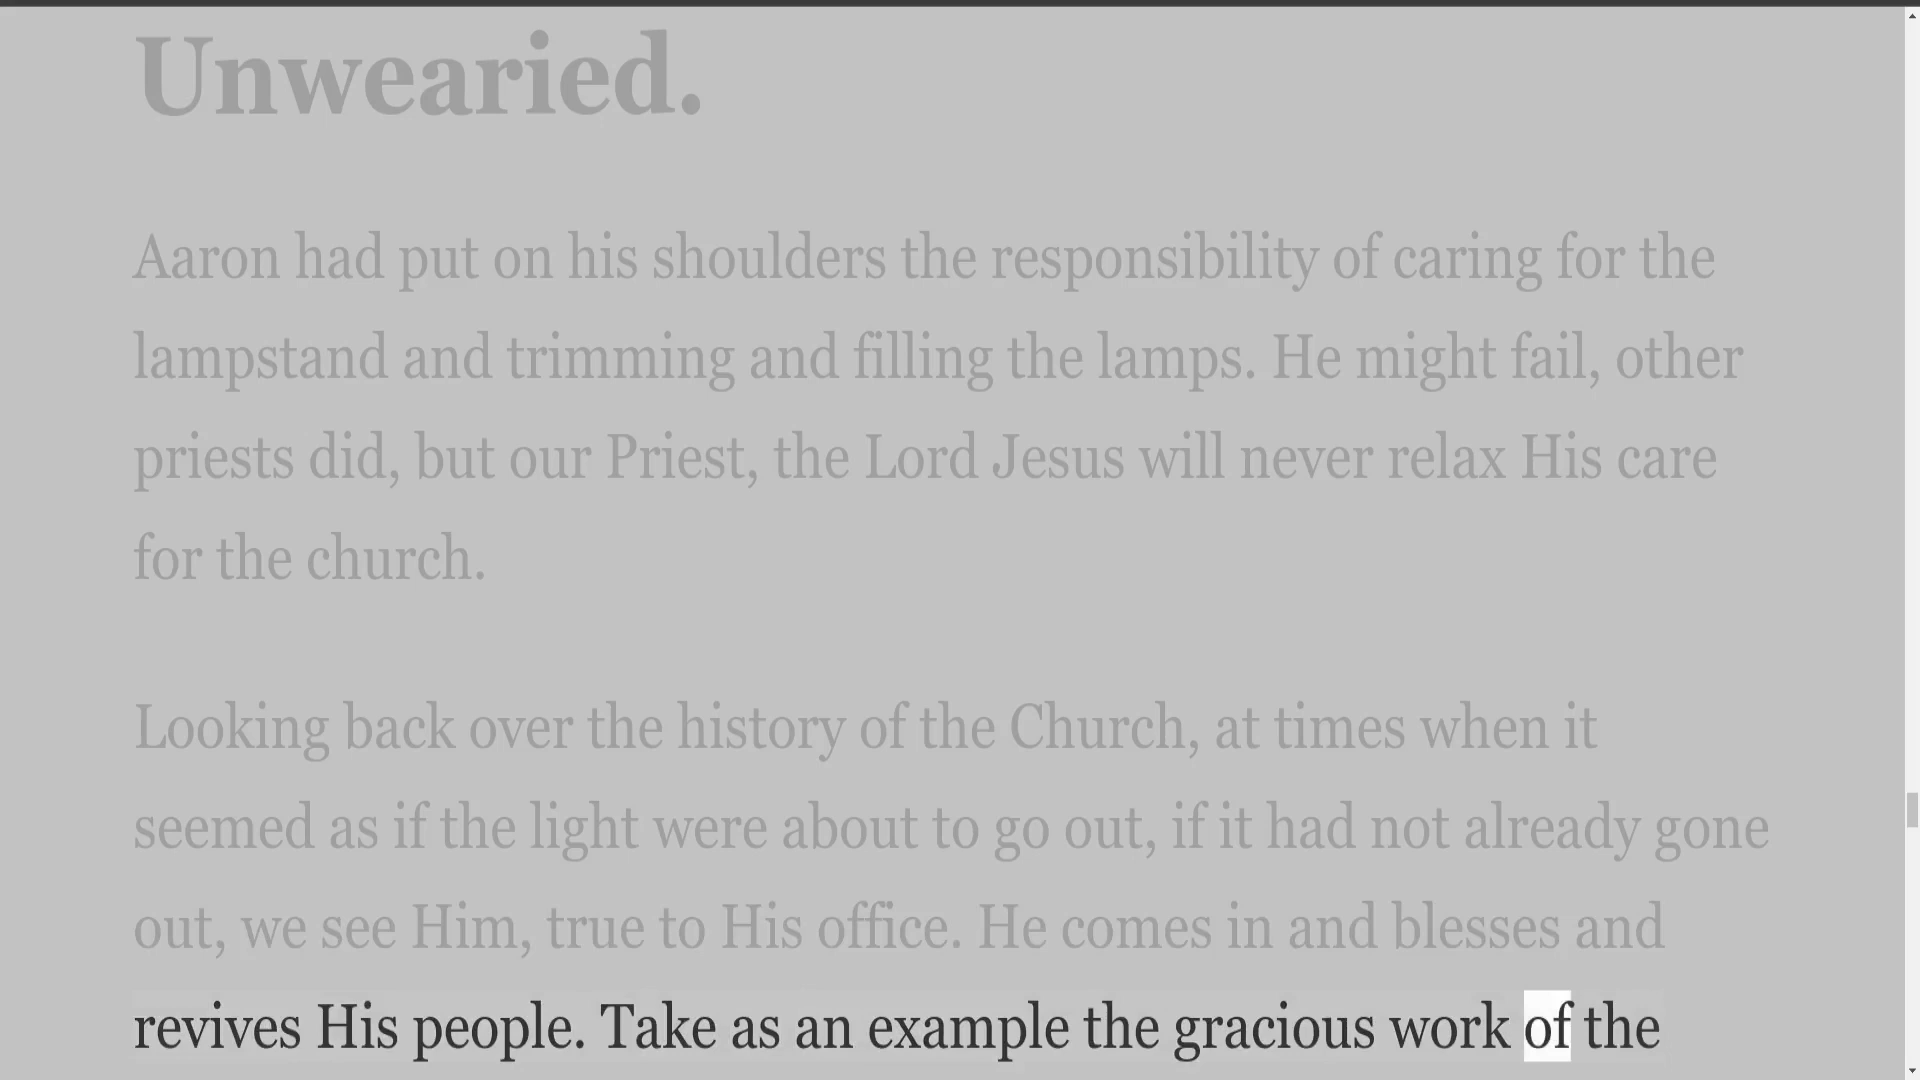 Unwearied.
Aaron had put on his shoulders the responsibility of caring for the
lampstand and trimming and filling the lamps. He might fail, other
priests did, but our Priest, the Lord Jesus will never relax His care
for the church.
Looking back over the history of the Church, at times when it
seemed as if the light were about to go out, if it had not already gone
out, we see Him, true to His office. He comes in and blesses and
revives His people. Take as an example the gracious work of the